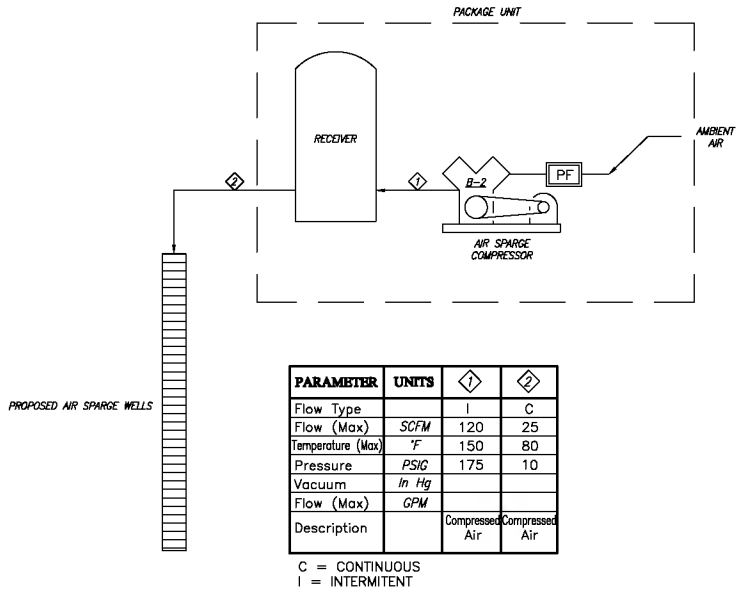 PACKAGE UNIT
RECEIVER
AMBIENT
AIR
PF
B-2
1
2
AIR SPARGE
COMPRESSOR
PROPOSED AIR SPARGE WELLS
PARAMETER UNITS 1 2
Flow Type I C
Flow (Max) SCFM 120 25
Temperature (Max) °F 150 80
Pressure PSIG 175 10
Vacuum In Hg
Flow (Max) GPM
Description Compressed Air Compressed Air
C = CONTINUOUS
I = INTERMITENT